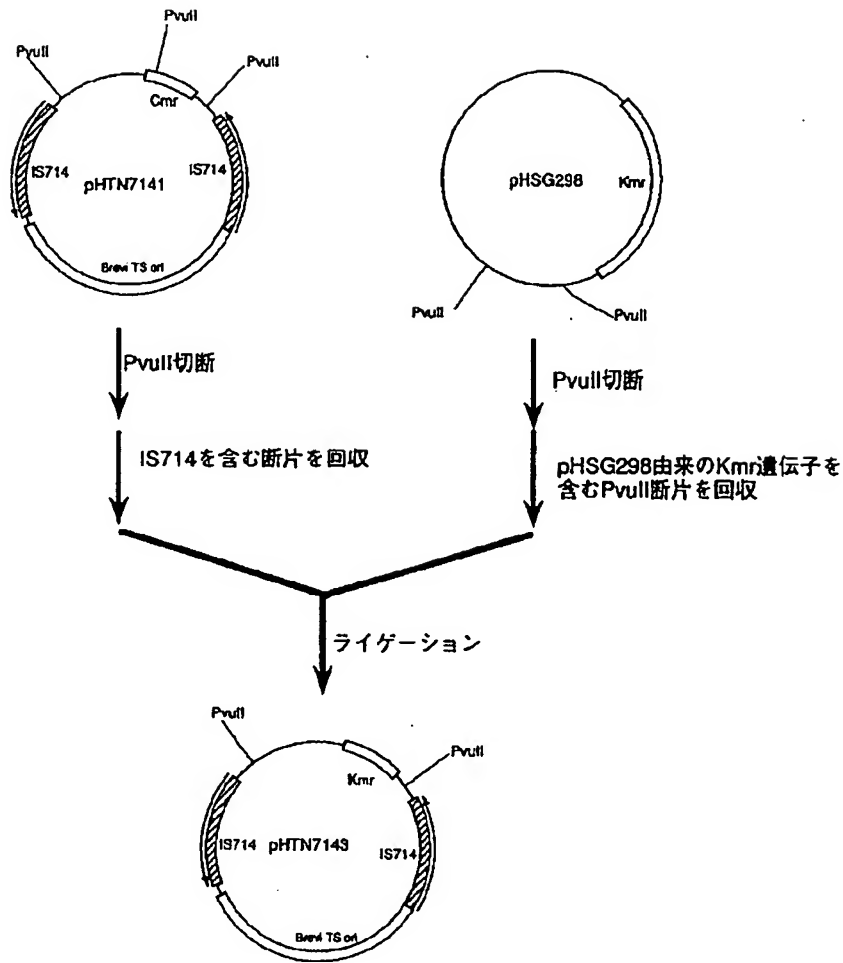 PvuII
PvuII
PvuII
Cmr
IS714
IS714
pHTN7141
Brevi TS ori
pHSG298
Kmr
PvuII
PvuII
PvuII切断
PvuII切断
IS714を含む断片を回収
pHSG298由来のKmr遺伝子を
含むPvuII断片を回収
ライゲーション
PvuII
PvuII
Kmr
IS714
pHTN7143
IS714
Brevi TS ori